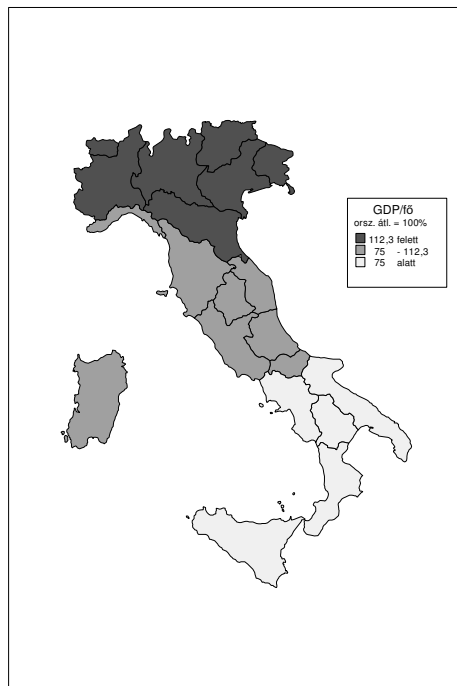 GDP/fő
orsz. átl. = 100%
112,3 felett
75 - 112,3
75 alatt